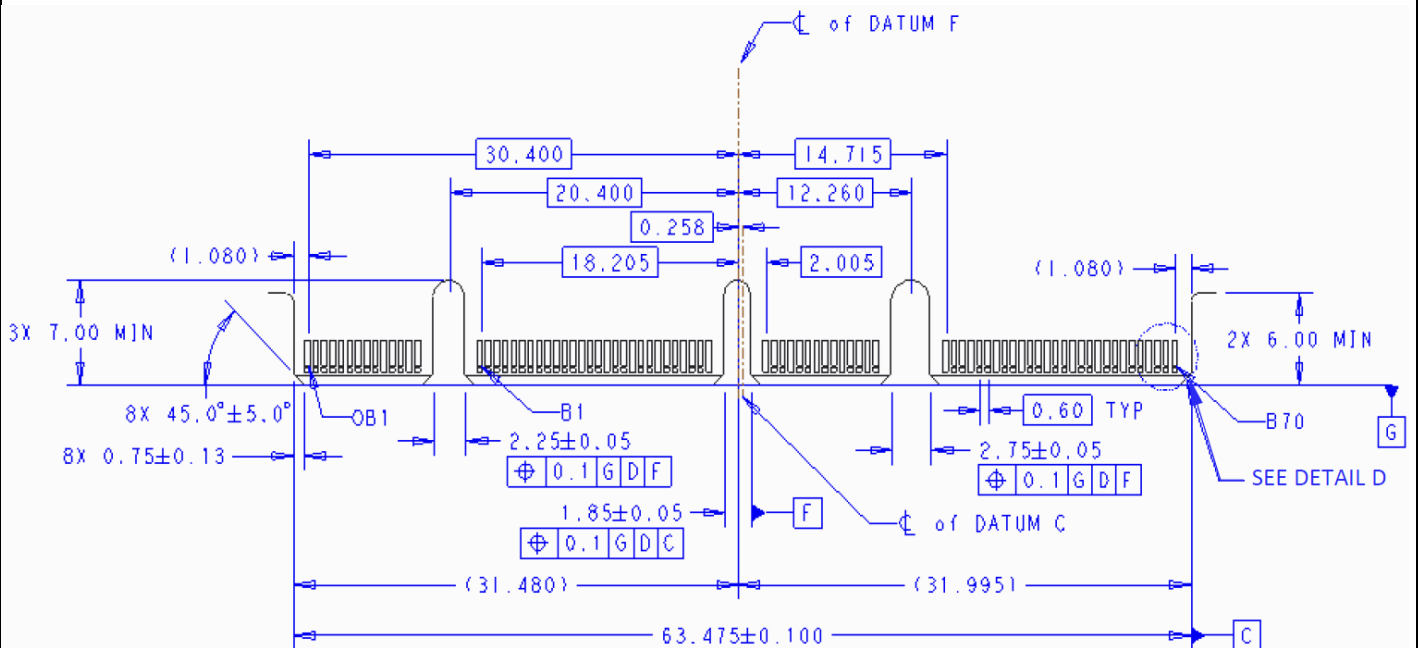 ℄ of DATUM F
30.400
14.715
20.400
12.260
0.258
(1.080)
18.205
2.005
(1.080)
3X 7.00 MIN
2X 6.00 MIN
8X 45.0°±5.0°
OB1
B1
0.60 TYP
B70
G
2.25±0.05
2.75±0.05
8X 0.75±0.13
⌖ 0.1 G D F
⌖ 0.1 G D F
SEE DETAIL D
1.85±0.05
F
⌖ 0.1 G D C
℄ of DATUM C
(31.480)
(31.995)
63.475±0.100
C